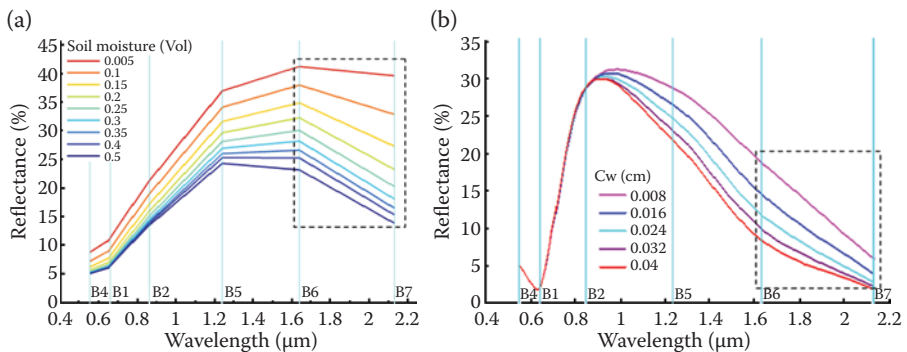 (a)
Reflectance (%)
45
40
35
30
25
20
15
10
5
0
Soil moisture (Vol)
0.005
0.1
0.15
0.2
0.25
0.3
0.35
0.4
0.5
B4
B1
B2
B5
B6
B7
0.4 0.6 0.8 1 1.2 1.4 1.6 1.8 2 2.2
Wavelength (μm)
(b)
Reflectance (%)
35
30
25
20
15
10
5
0
Cw (cm)
0.008
0.016
0.024
0.032
0.04
B4
B1
B2
B5
B6
B7
0.4 0.6 0.8 1 1.2 1.4 1.6 1.8 2 2.2
Wavelength (μm)